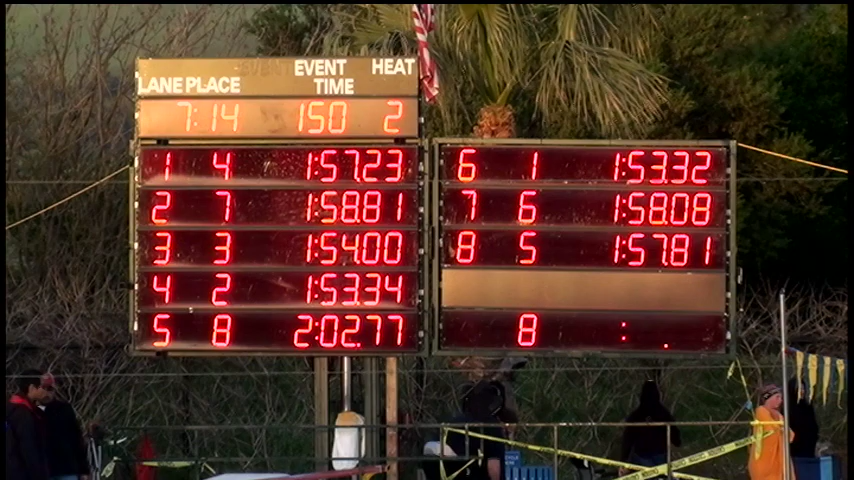 EVENT HEAT
LANE PLACE TIME
7:14 150 2
1 4 1:57.23
2 7 1:58.81
3 3 1:54.00
4 2 1:53.34
5 8 2:02.77
6 1 1:53.32
7 6 1:58.08
8 5 1:57.81
8 : .